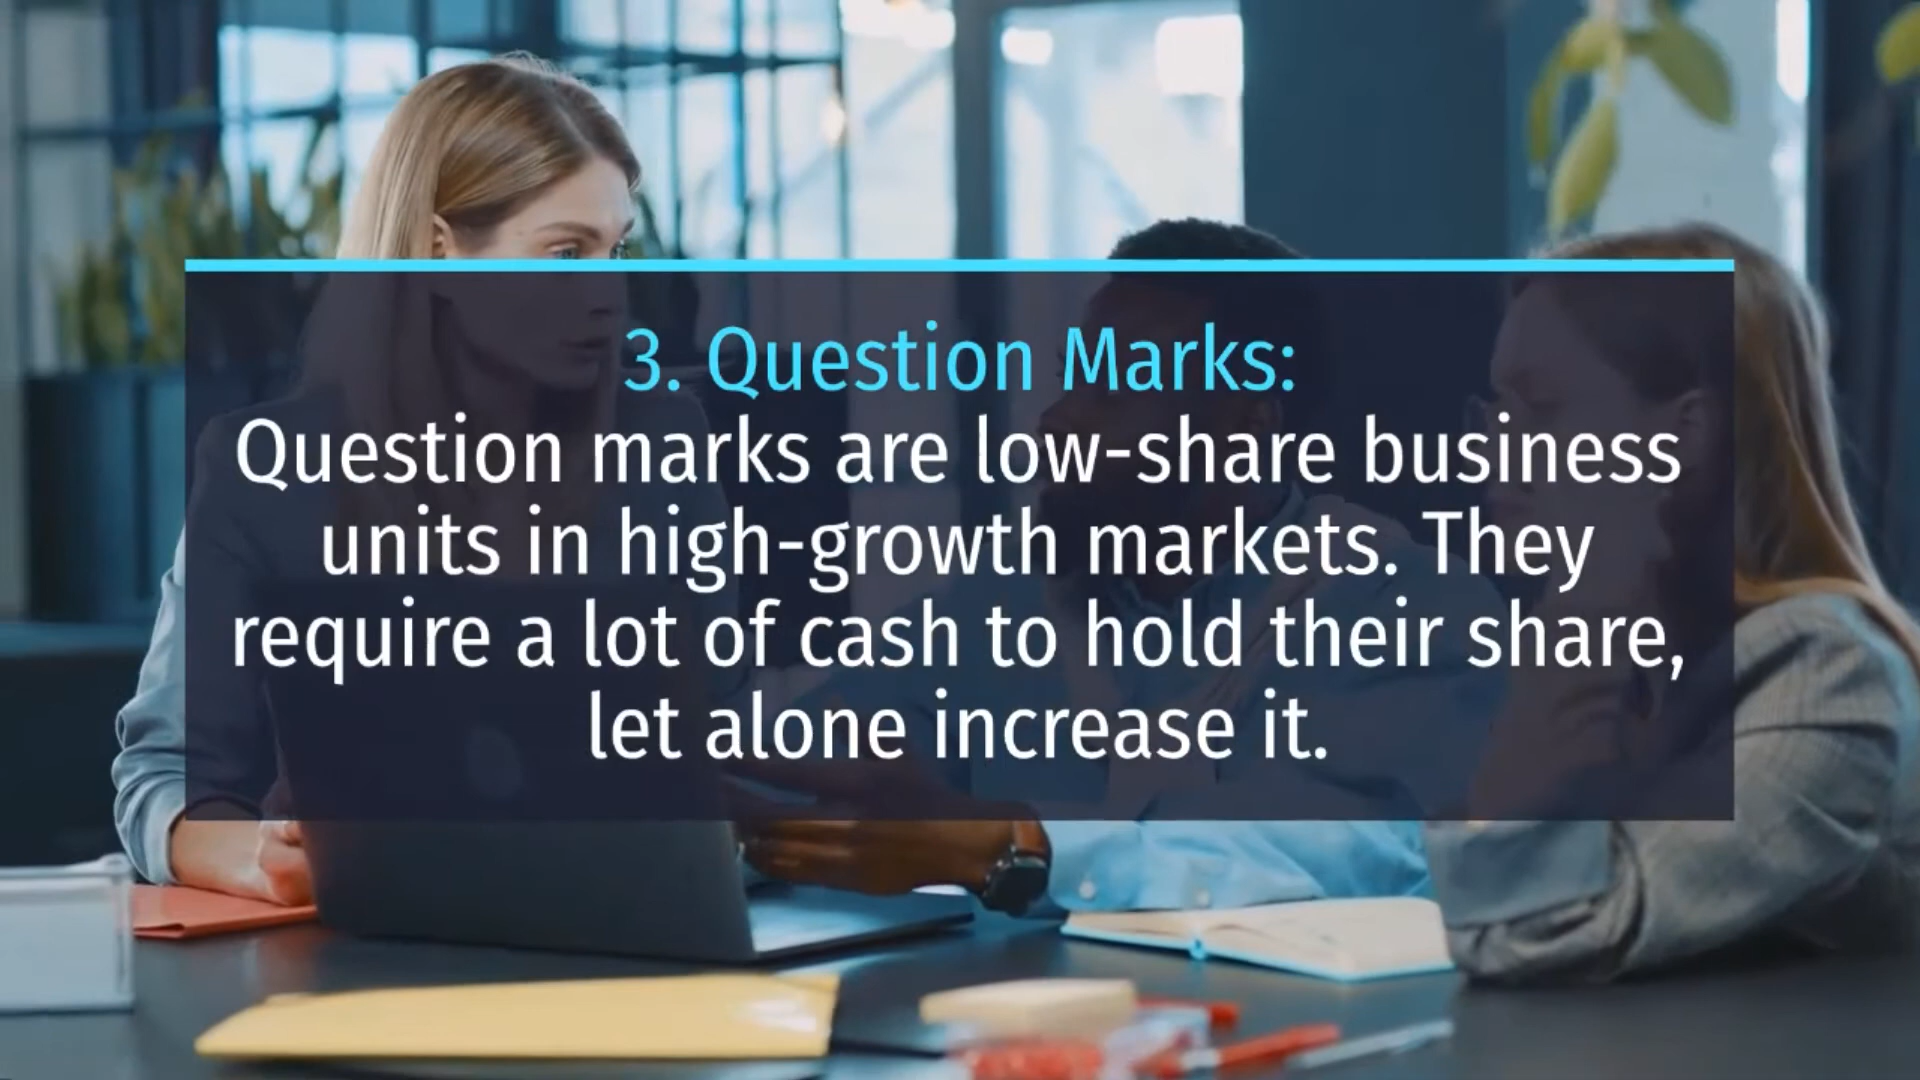 3. Question Marks:
Question marks are low-share business
units in high-growth markets. They
require a lot of cash to hold their share,
let alone increase it.